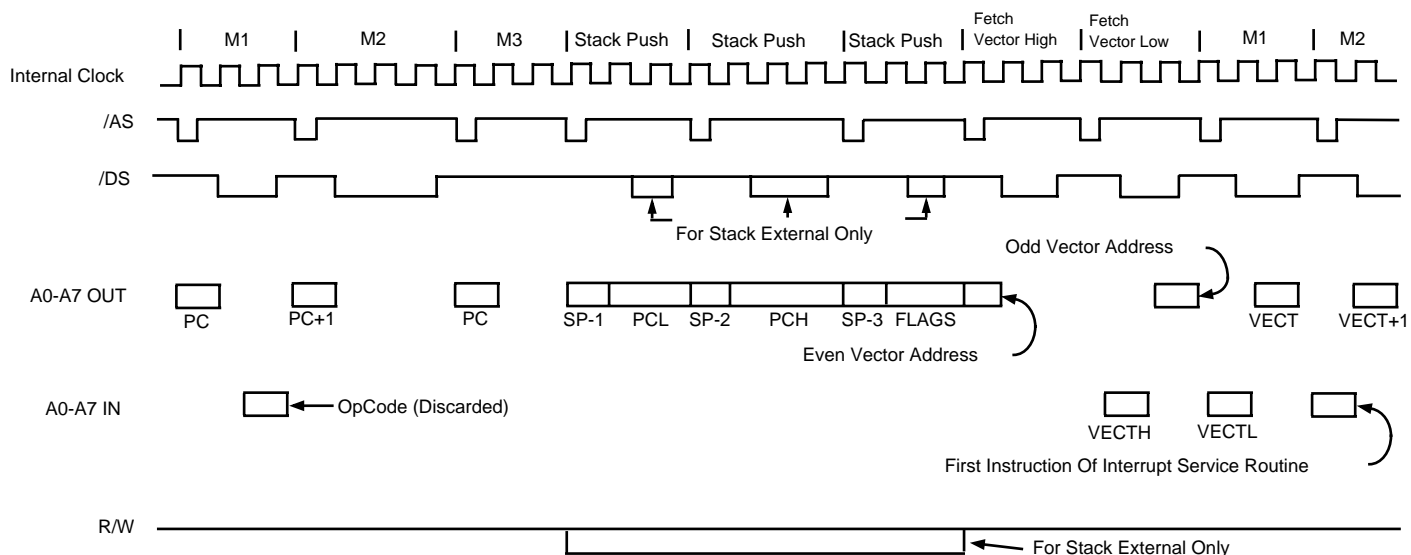 M1 M2 M3 Stack Push Stack Push Stack Push Fetch Vector High Fetch Vector Low M1 M2
Internal Clock
/AS
/DS
For Stack External Only
Odd Vector Address
A0-A7 OUT
PC PC+1 PC SP-1 PCL SP-2 PCH SP-3 FLAGS VECT VECT+1
Even Vector Address
A0-A7 IN
OpCode (Discarded)
VECTH VECTL
First Instruction Of Interrupt Service Routine
R/W
For Stack External Only